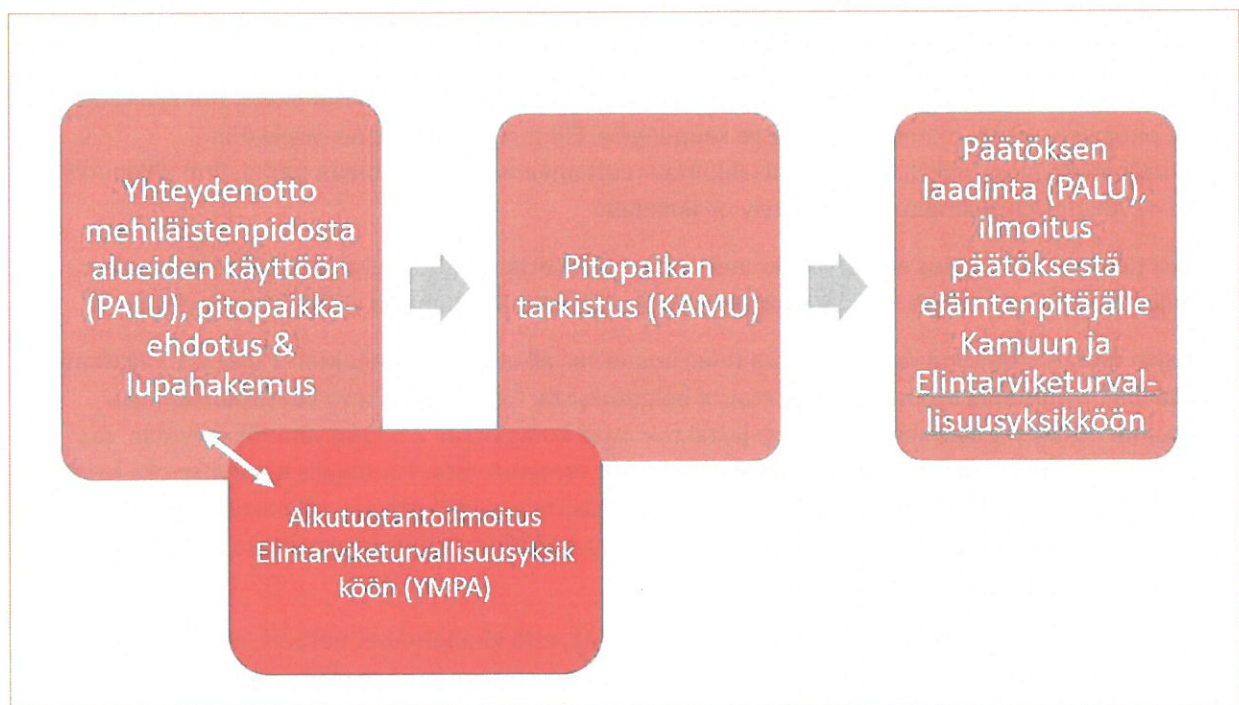 Yhteydenotto
mehiläistenpidosta
alueiden käyttöön
(PALU), pitopaikka-
ehdotus &
lupahakemus
Alkutuotantoilmoitus
Elintarviketurvallisuusyksik
köön (YMPA)
Pitopaikan
tarkistus (KAMU)
Päätöksen
laadinta (PALU),
ilmoitus
päätöksestä
eläintenpitäjälle
Kamuun ja
Elintarviketurval-
lisuusyksikköön